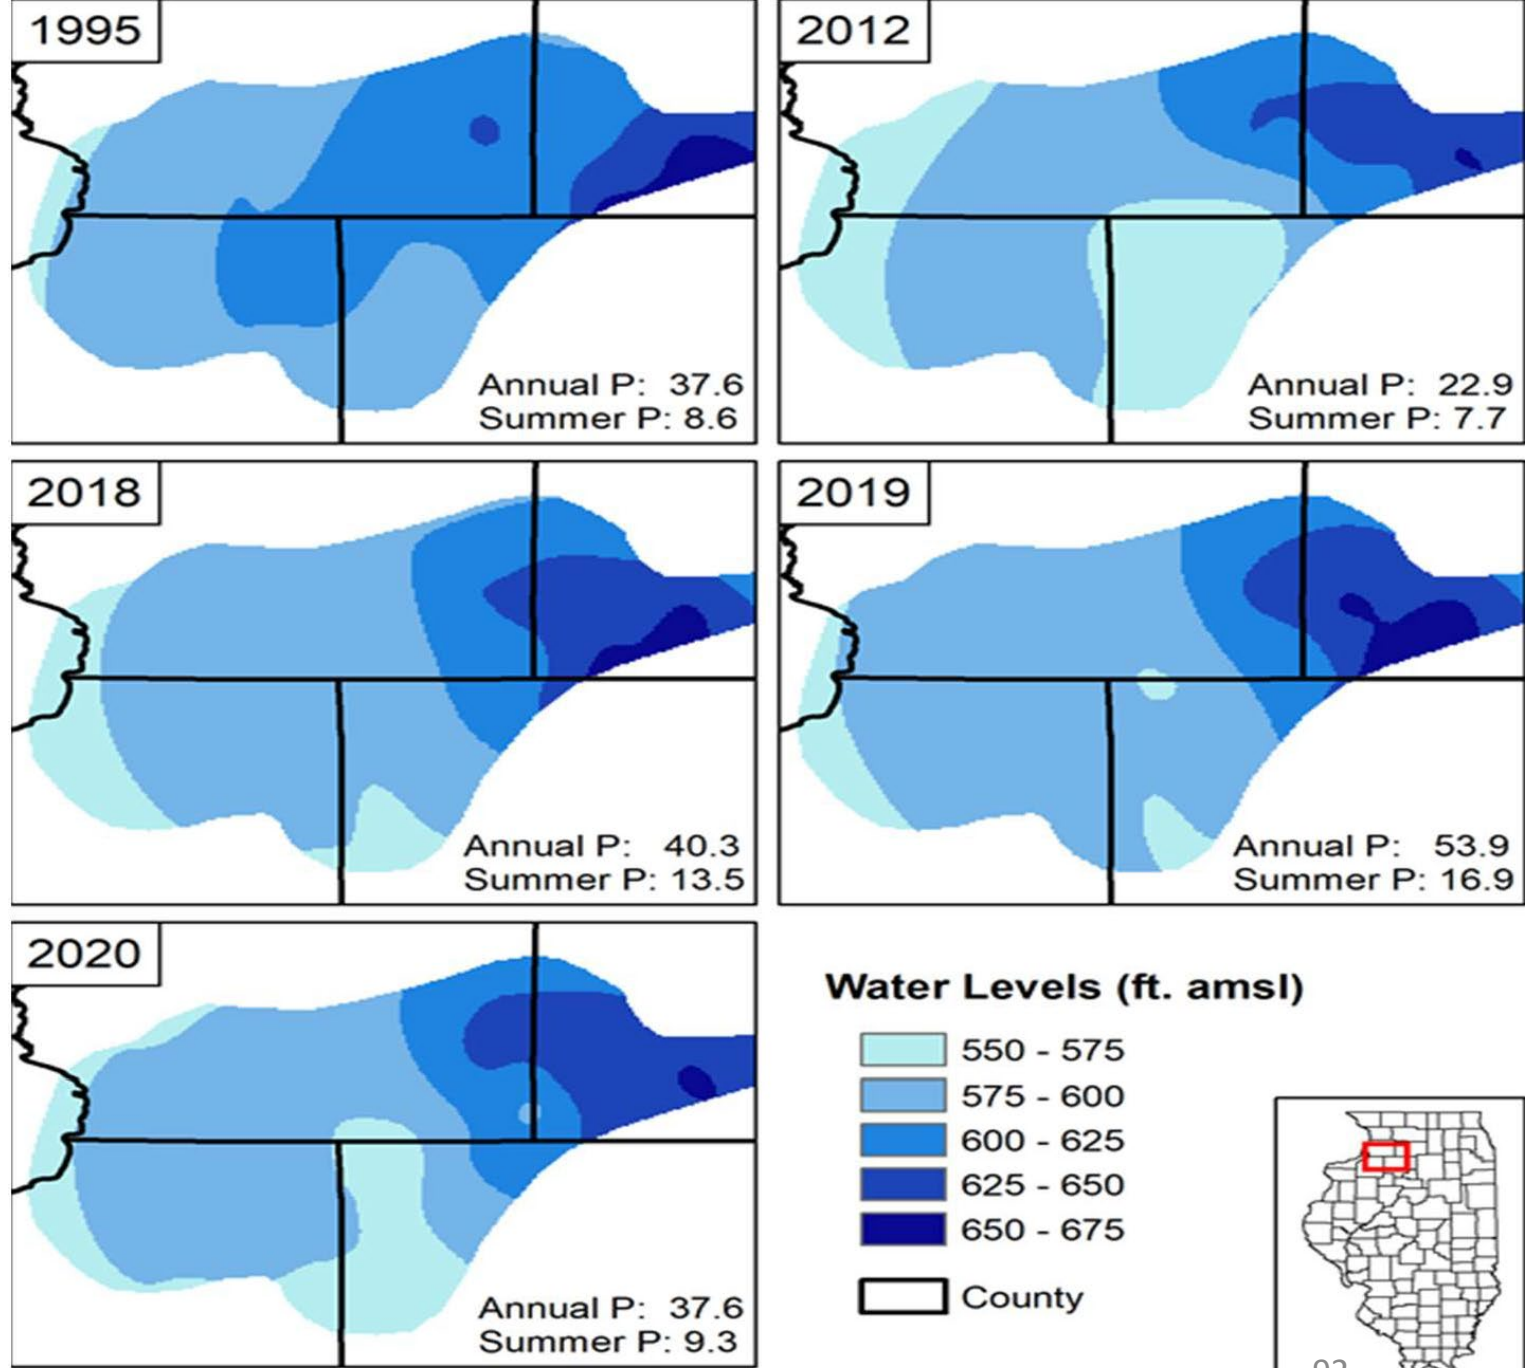 1995
Annual P: 37.6
Summer P: 8.6
2012
Annual P: 22.9
Summer P: 7.7
2018
Annual P: 40.3
Summer P: 13.5
2019
Annual P: 53.9
Summer P: 16.9
2020
Annual P: 37.6
Summer P: 9.3
Water Levels (ft. amsl)
550 - 575
575 - 600
600 - 625
625 - 650
650 - 675
County